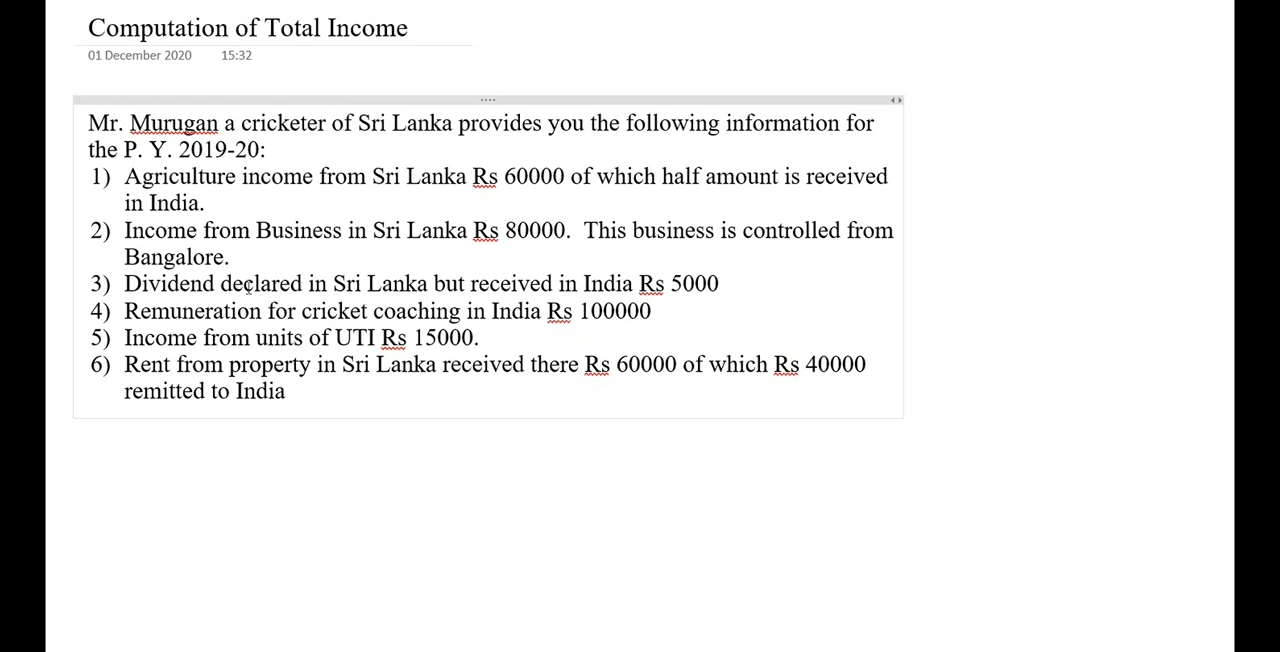 Computation of Total Income
01 December 2020 15:32
Mr. Murugan a cricketer of Sri Lanka provides you the following information for
the P. Y. 2019-20:
1) Agriculture income from Sri Lanka Rs 60000 of which half amount is received
in India.
2) Income from Business in Sri Lanka Rs 80000. This business is controlled from
Bangalore.
3) Dividend declared in Sri Lanka but received in India Rs 5000
4) Remuneration for cricket coaching in India Rs 100000
5) Income from units of UTI Rs 15000.
6) Rent from property in Sri Lanka received there Rs 60000 of which Rs 40000
remitted to India